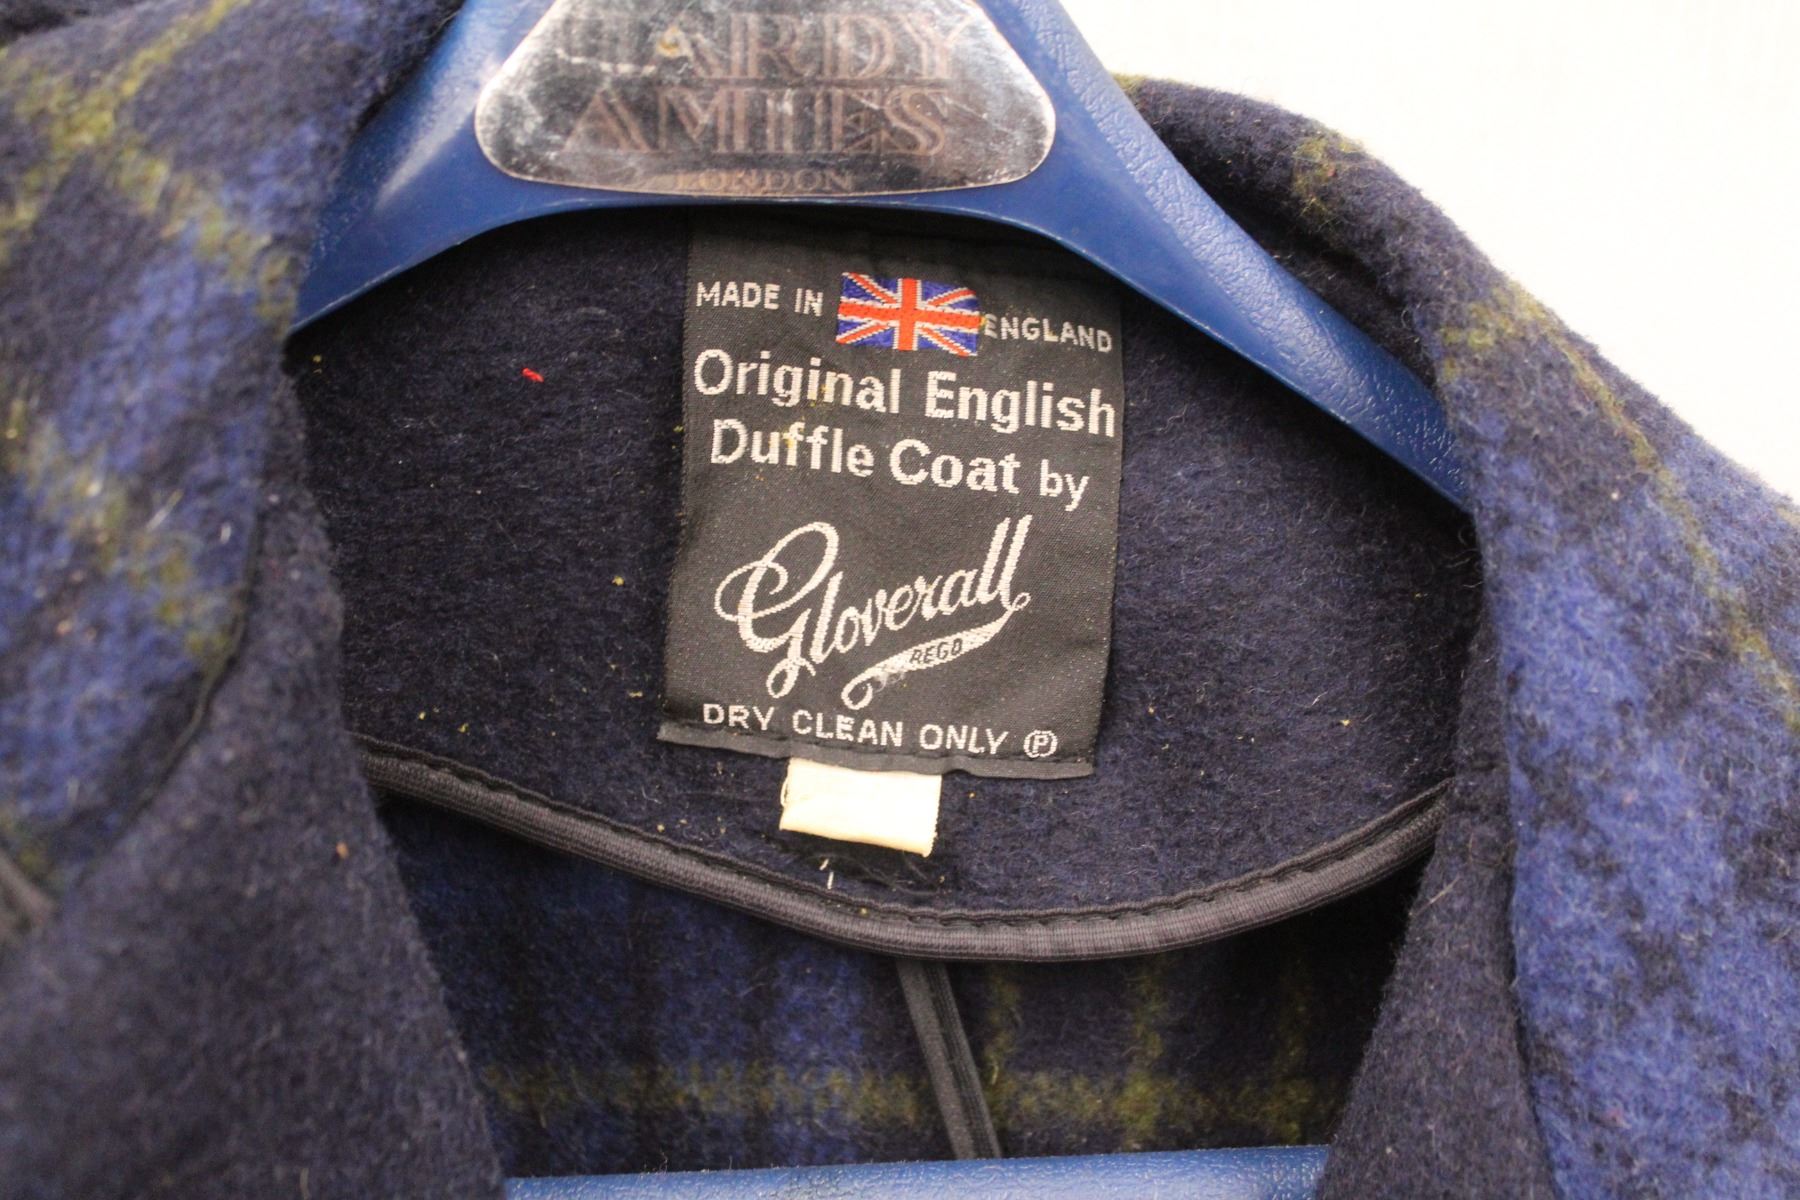 HARDY
AMIES
LONDON
MADE IN ENGLAND
Original English
Duffle Coat by
Gloverall
REGD
DRY CLEAN ONLY Ⓟ